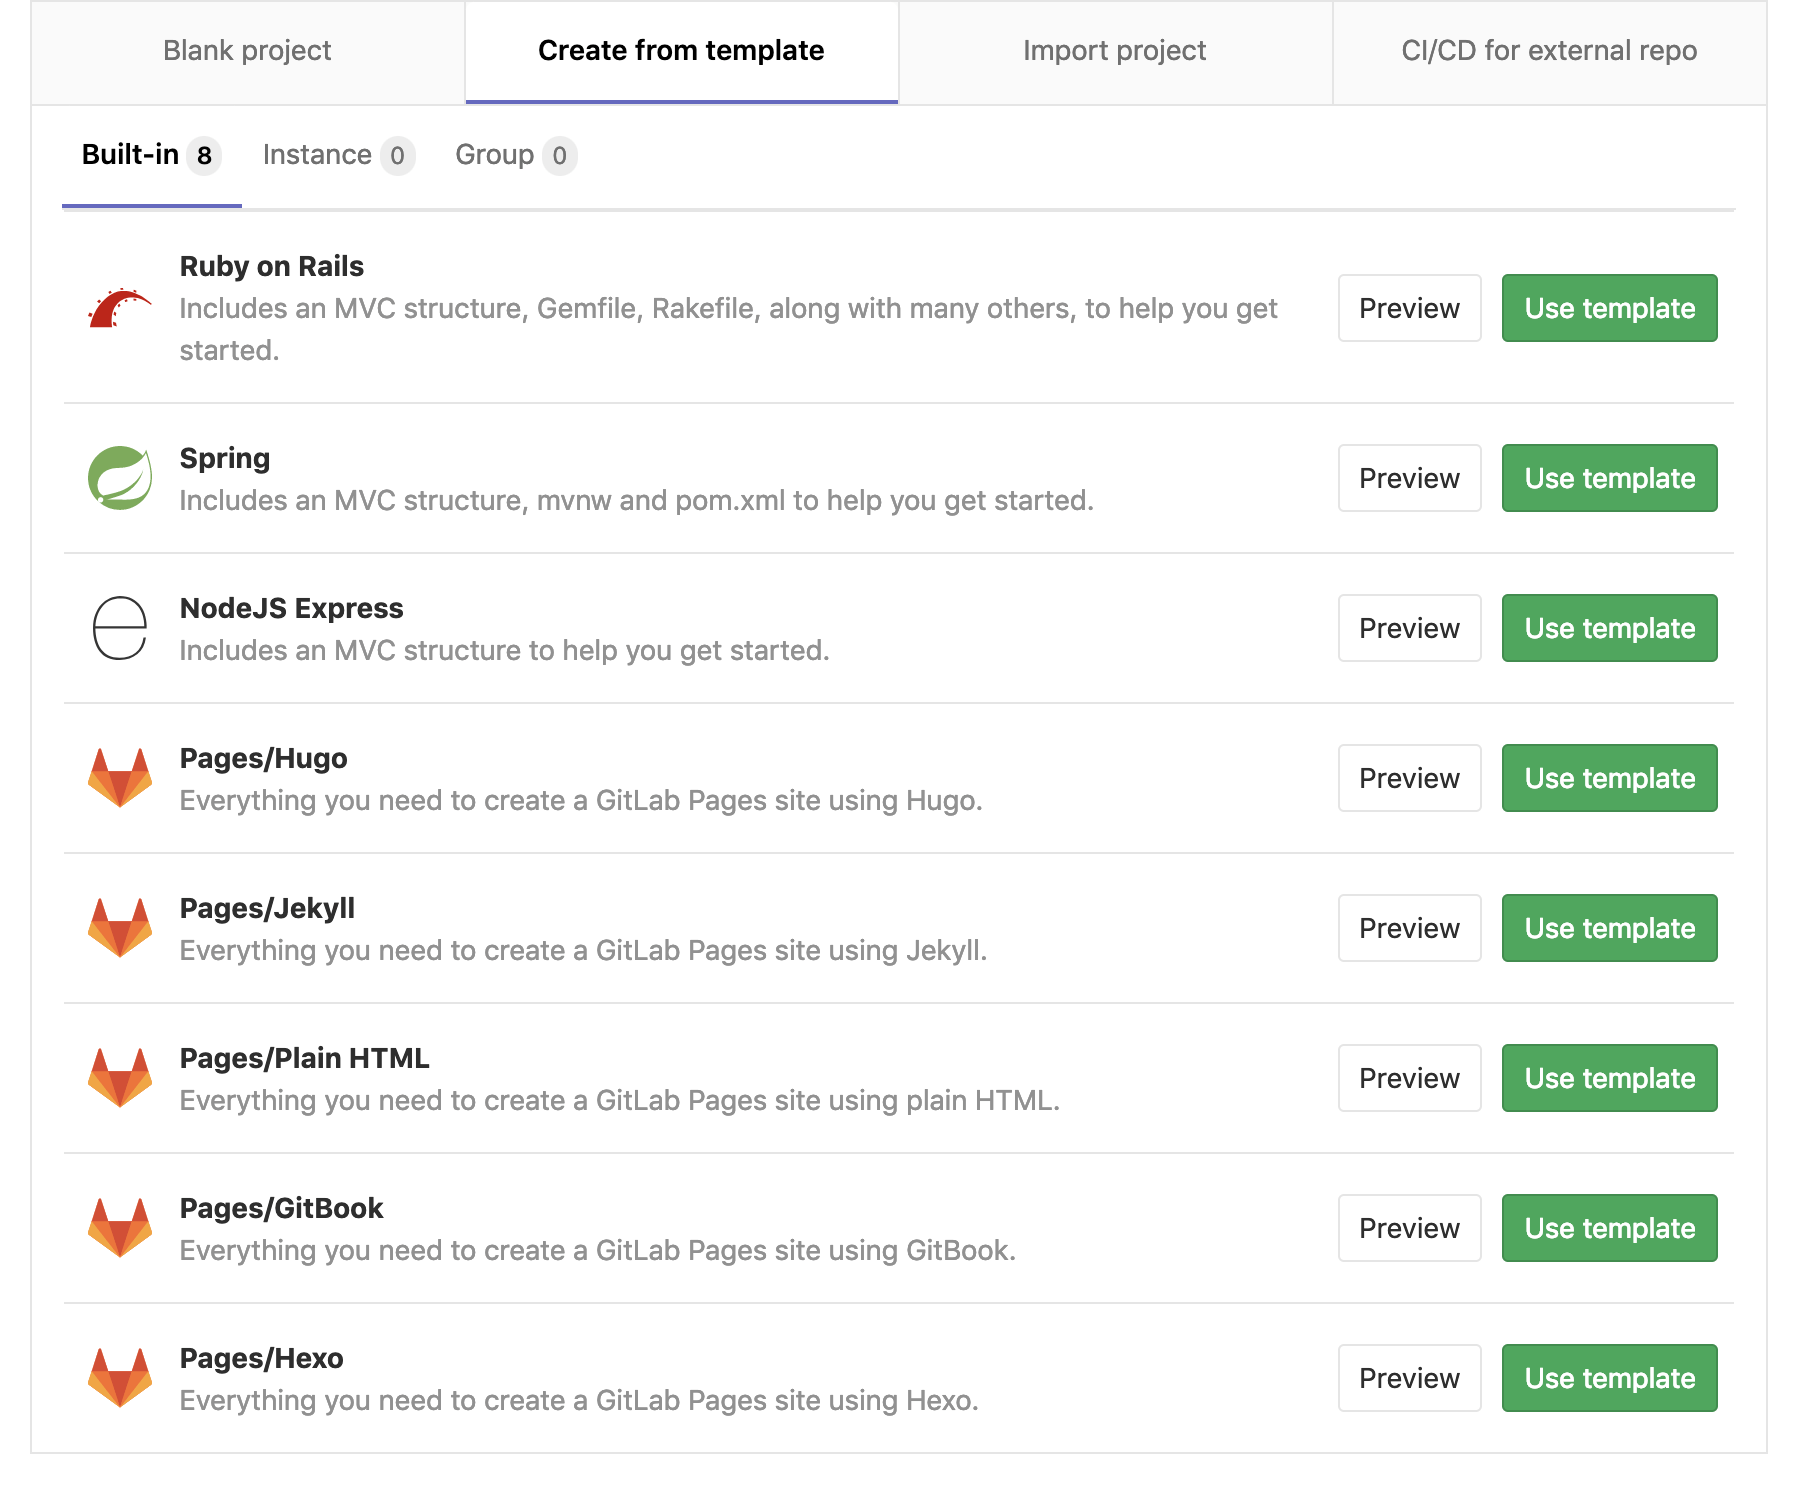 Blank project
Create from template
Import project
CI/CD for external repo
Built-in 8
Instance 0
Group 0
Ruby on Rails
Includes an MVC structure, Gemfile, Rakefile, along with many others, to help you get
started.
Preview
Use template
Spring
Includes an MVC structure, mvnw and pom.xml to help you get started.
Preview
Use template
NodeJS Express
Includes an MVC structure to help you get started.
Preview
Use template
Pages/Hugo
Everything you need to create a GitLab Pages site using Hugo.
Preview
Use template
Pages/Jekyll
Everything you need to create a GitLab Pages site using Jekyll.
Preview
Use template
Pages/Plain HTML
Everything you need to create a GitLab Pages site using plain HTML.
Preview
Use template
Pages/GitBook
Everything you need to create a GitLab Pages site using GitBook.
Preview
Use template
Pages/Hexo
Everything you need to create a GitLab Pages site using Hexo.
Preview
Use template